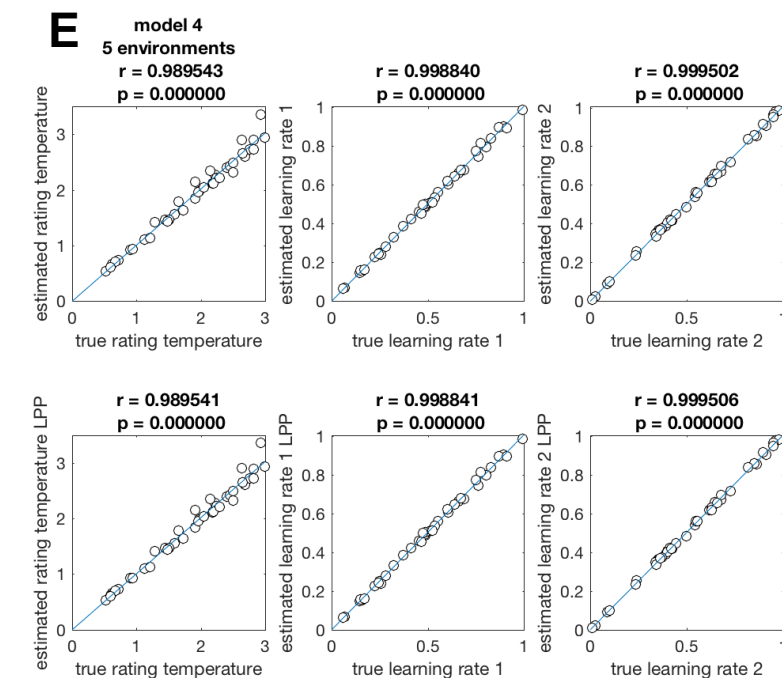 E
model 4
5 environments
r = 0.989543
p = 0.000000
estimated rating temperature
3
2
1
0
0 1 2 3
true rating temperature
r = 0.998840
p = 0.000000
estimated learning rate 1
1
0.8
0.6
0.4
0.2
0
0 0.5 1
true learning rate 1
r = 0.999502
p = 0.000000
estimated learning rate 2
1
0.8
0.6
0.4
0.2
0
0 0.5 1
true learning rate 2
r = 0.989541
p = 0.000000
estimated rating temperature LPP
3
2
1
0
0 1 2 3
true rating temperature
r = 0.998841
p = 0.000000
estimated learning rate 1 LPP
1
0.8
0.6
0.4
0.2
0
0 0.5 1
true learning rate 1
r = 0.999506
p = 0.000000
estimated learning rate 2 LPP
1
0.8
0.6
0.4
0.2
0
0 0.5
true learning rate 2